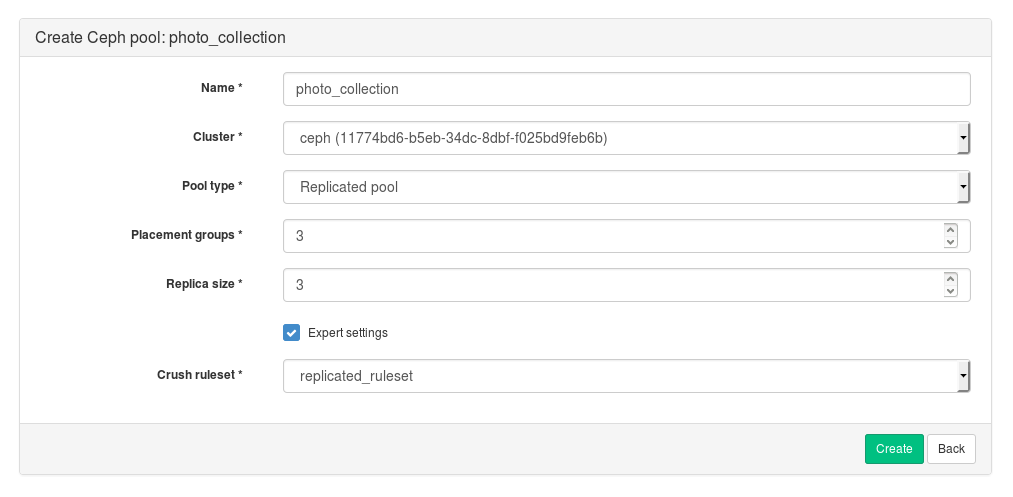 Create Ceph pool: photo_collection
Name * photo_collection
Cluster * ceph (11774bd6-b5eb-34dc-8dbf-f025bd9feb6b)
Pool type * Replicated pool
Placement groups * 3
Replica size * 3
Expert settings
Crush ruleset * replicated_ruleset
Create Back